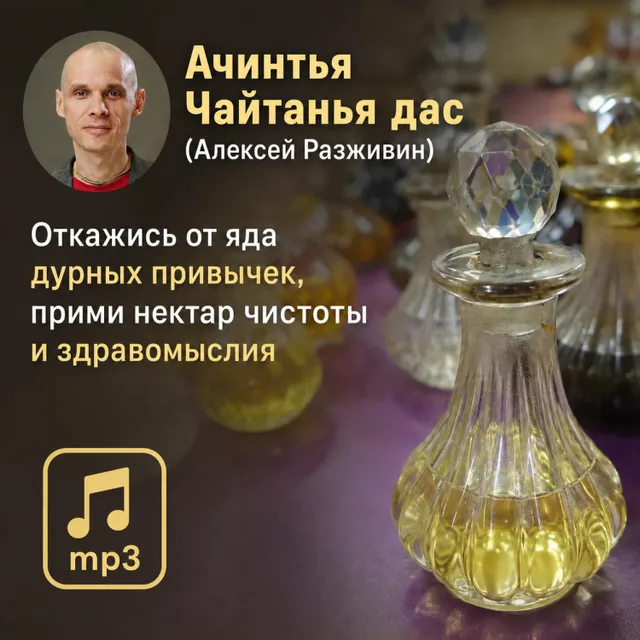 Ачинтья
Чайтанья дас
(Алексей Разживин)
Откажись от яда
дурных привычек,
прими нектар чистоты
и здравомыслия
mp3